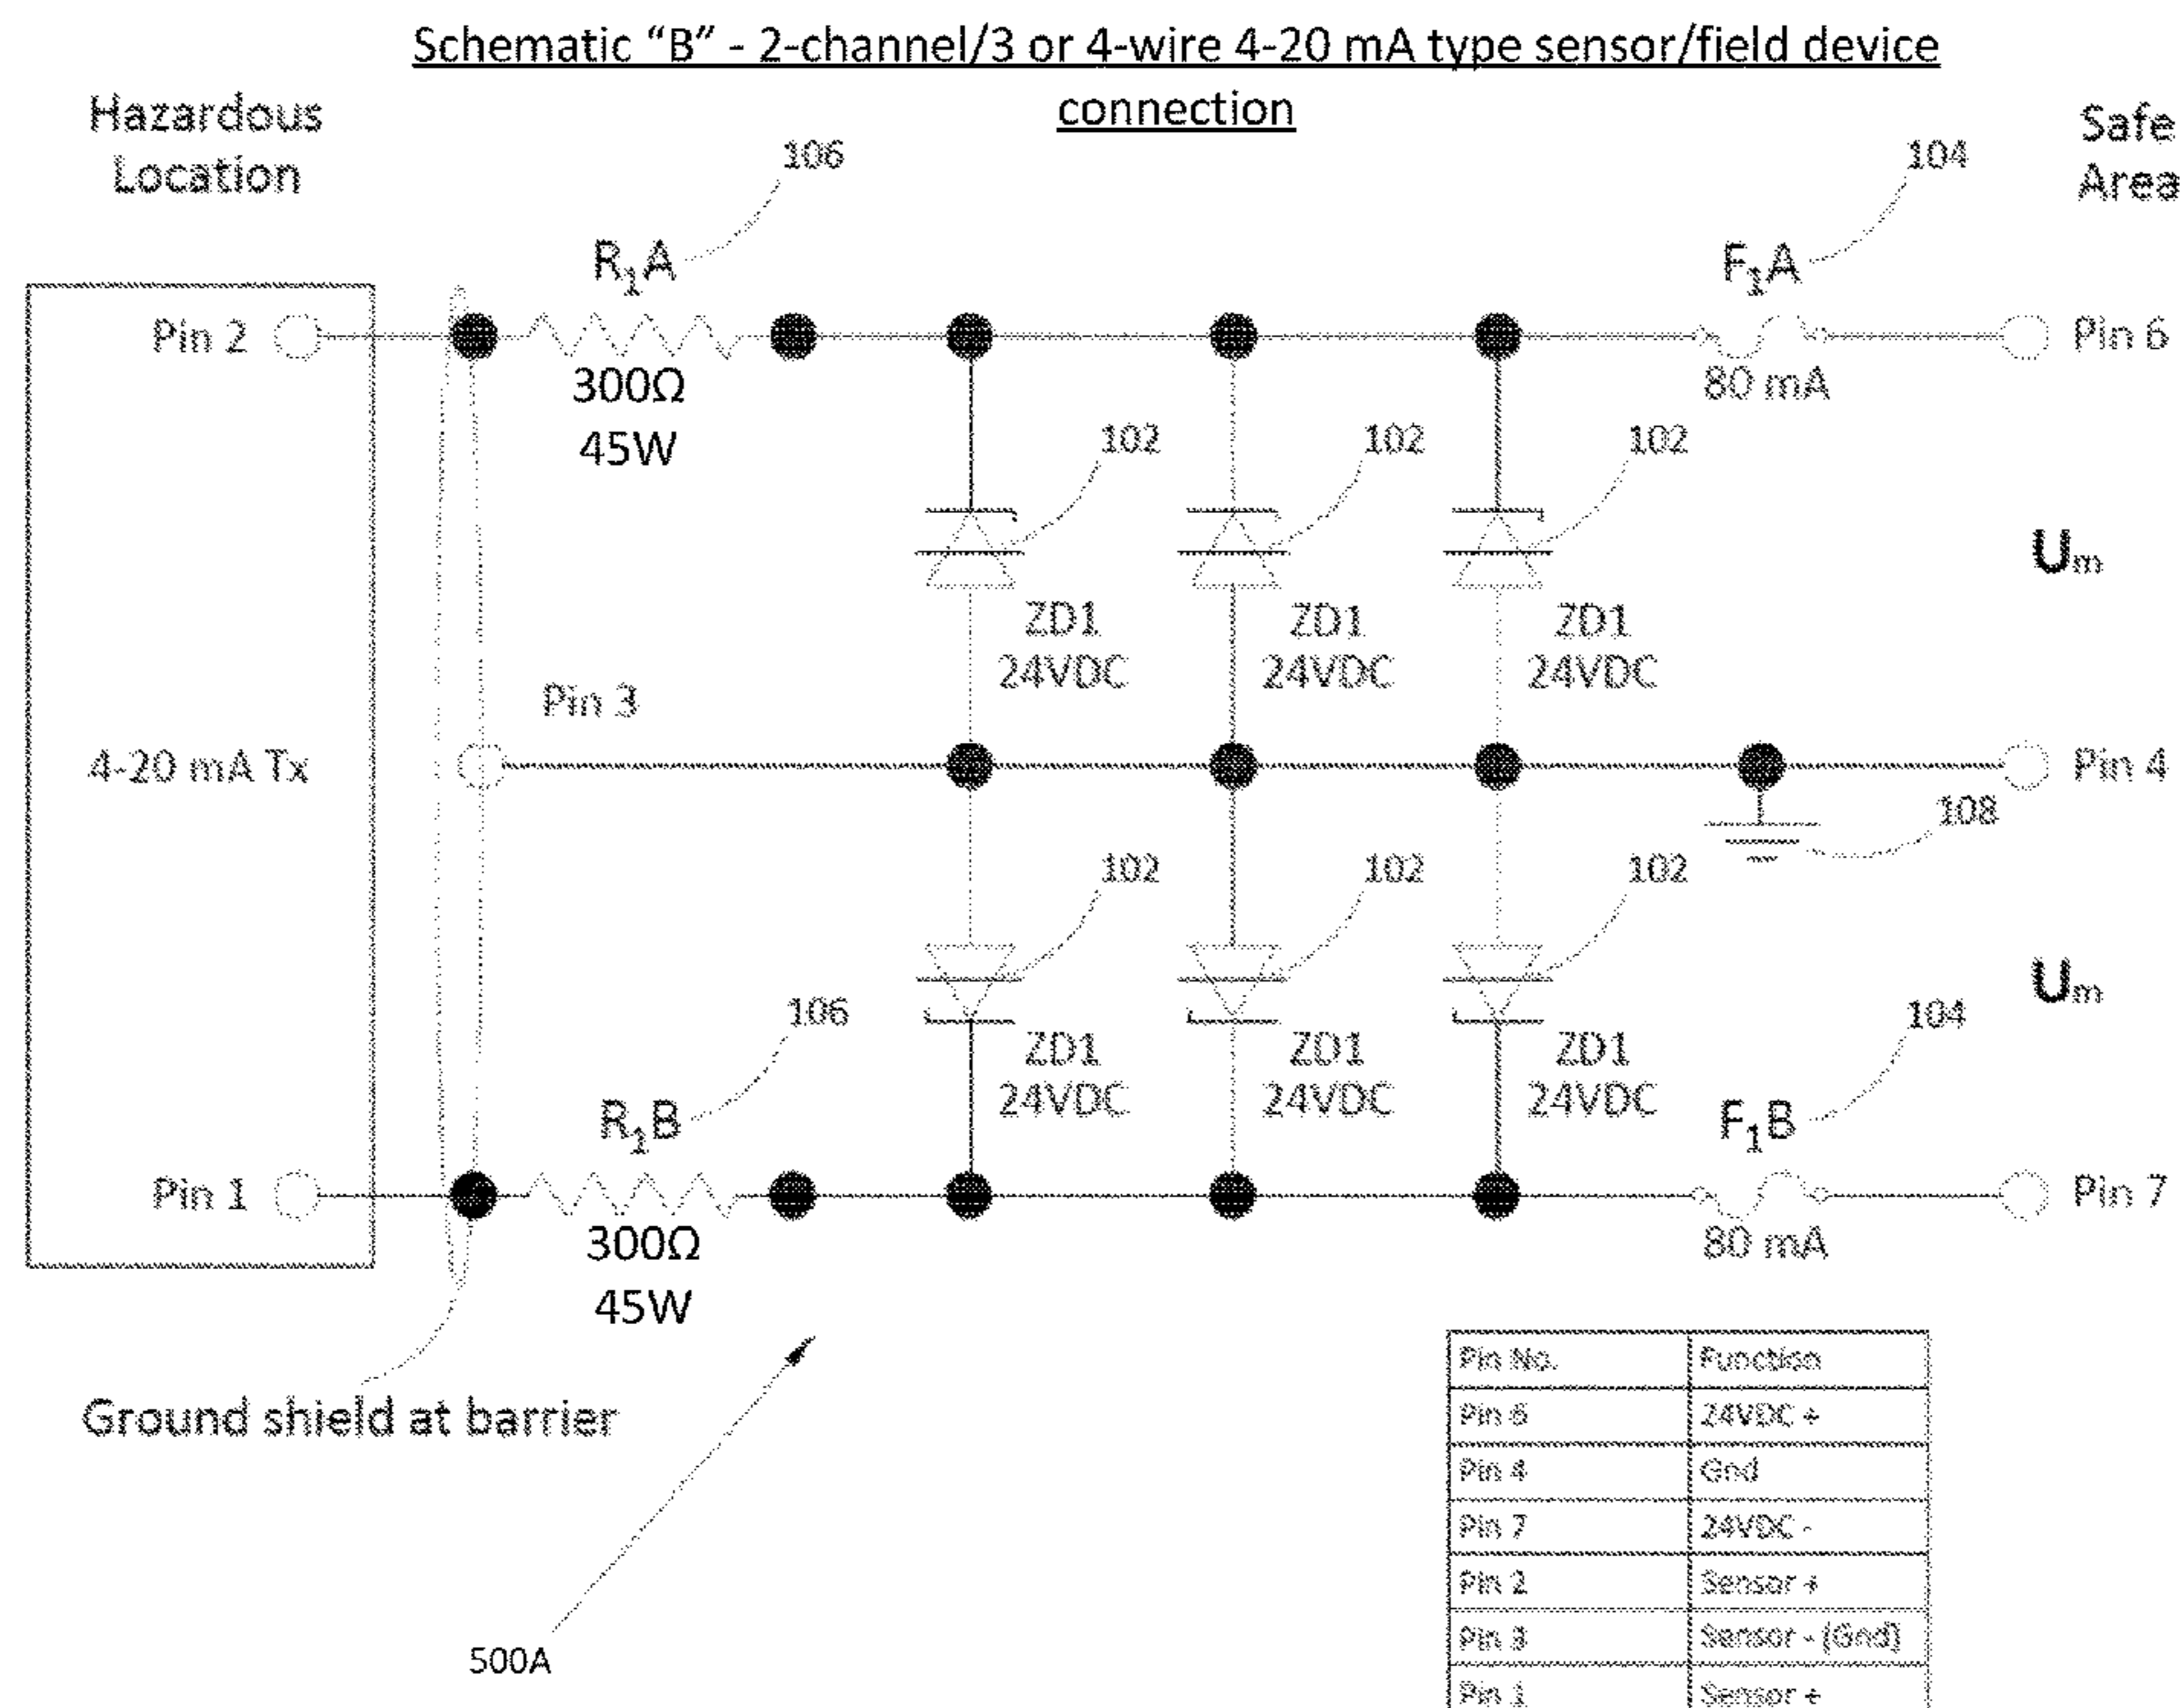 Schematic “B” - 2-channel/3 or 4-wire 4-20 mA type sensor/field device
connection
Hazardous
Location
Safe
Area
106
104
R₁A
F₁A
Pin 2
Pin 6
300Ω
45W
80 mA
102
102
102
Uₘ
ZD1
24VDC
ZD1
24VDC
ZD1
24VDC
Pin 3
4-20 mA Tx
Pin 4
108
102
102
102
Uₘ
106
104
ZD1
24VDC
ZD1
24VDC
ZD1
24VDC
R₁B
F₁B
Pin 1
Pin 7
300Ω
45W
80 mA
Ground shield at barrier
500A
Pin No. Function
Pin 6 24VDC +
Pin 4 Gnd
Pin 7 24VDC -
Pin 2 Sensor +
Pin 3 Sensor - (Gnd)
Pin 1 Sensor +